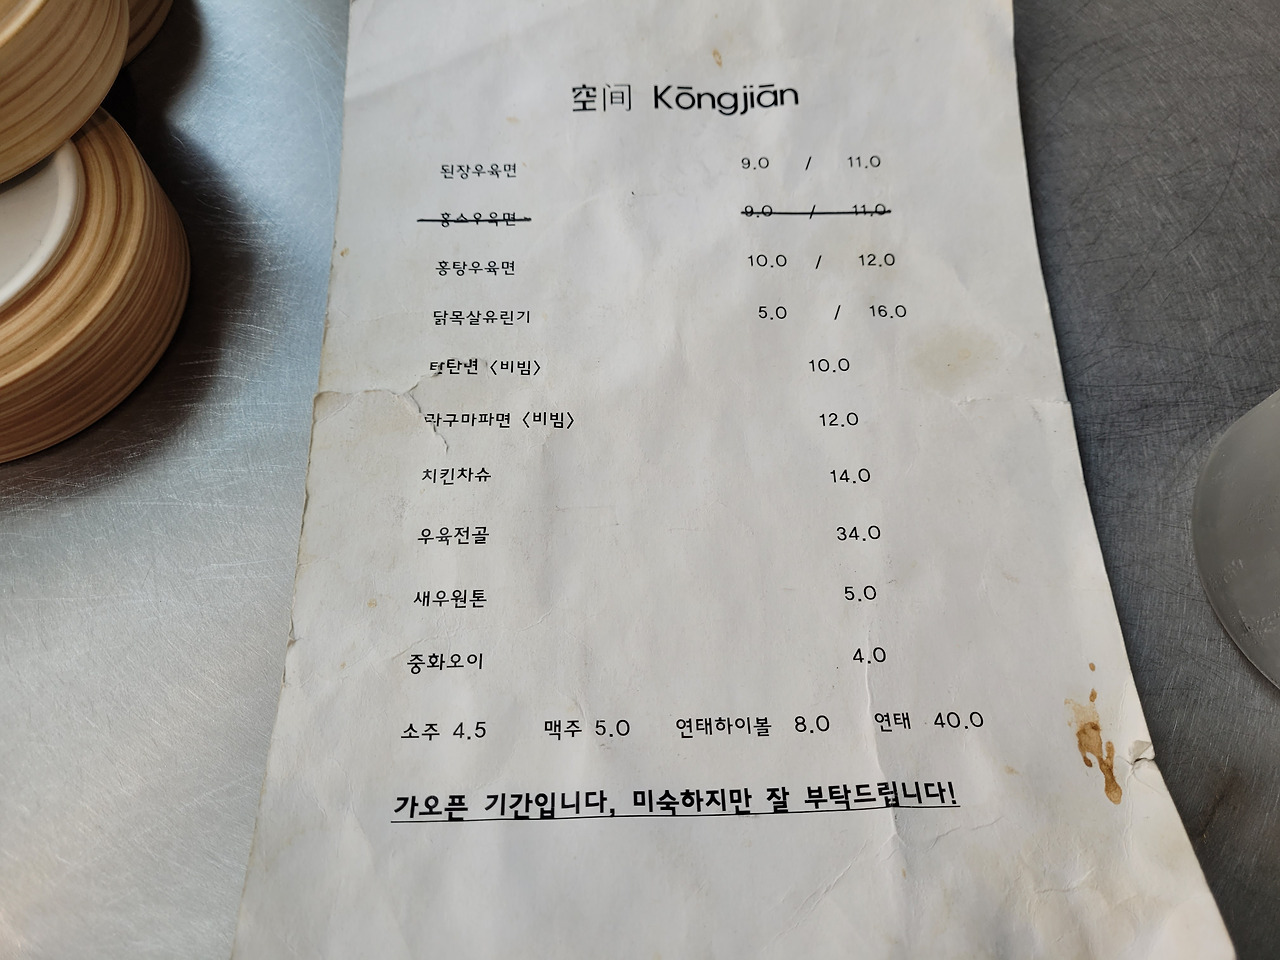 空间 Kōngjiān
된장우육면 9.0 / 11.0
홍소우육면 9.0 / 11.0
홍탕우육면 10.0 / 12.0
닭목살유린기 5.0 / 16.0
탄탄면 〈비빔〉 10.0
라구마파면 〈비빔〉 12.0
치킨차슈 14.0
우육전골 34.0
새우원톤 5.0
중화오이 4.0
소주 4.5 맥주 5.0 연태하이볼 8.0 연태 40.0
가오픈 기간입니다, 미숙하지만 잘 부탁드립니다!